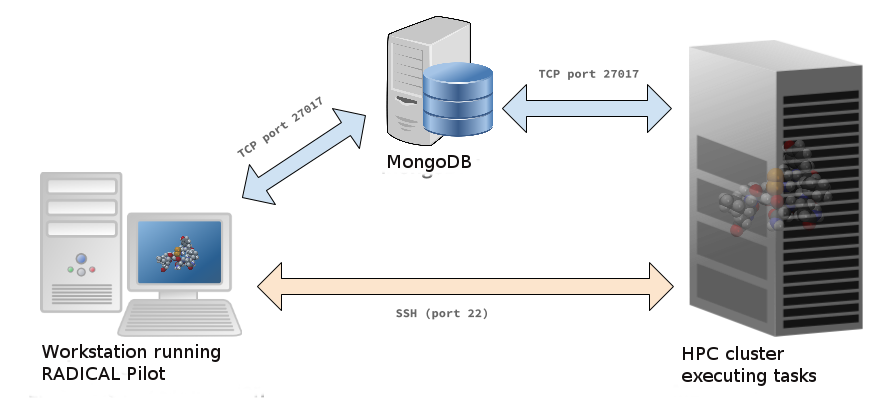 TCP port 27017
TCP port 27017
MongoDB
SSH (port 22)
Workstation running
RADICAL Pilot
HPC cluster
executing tasks